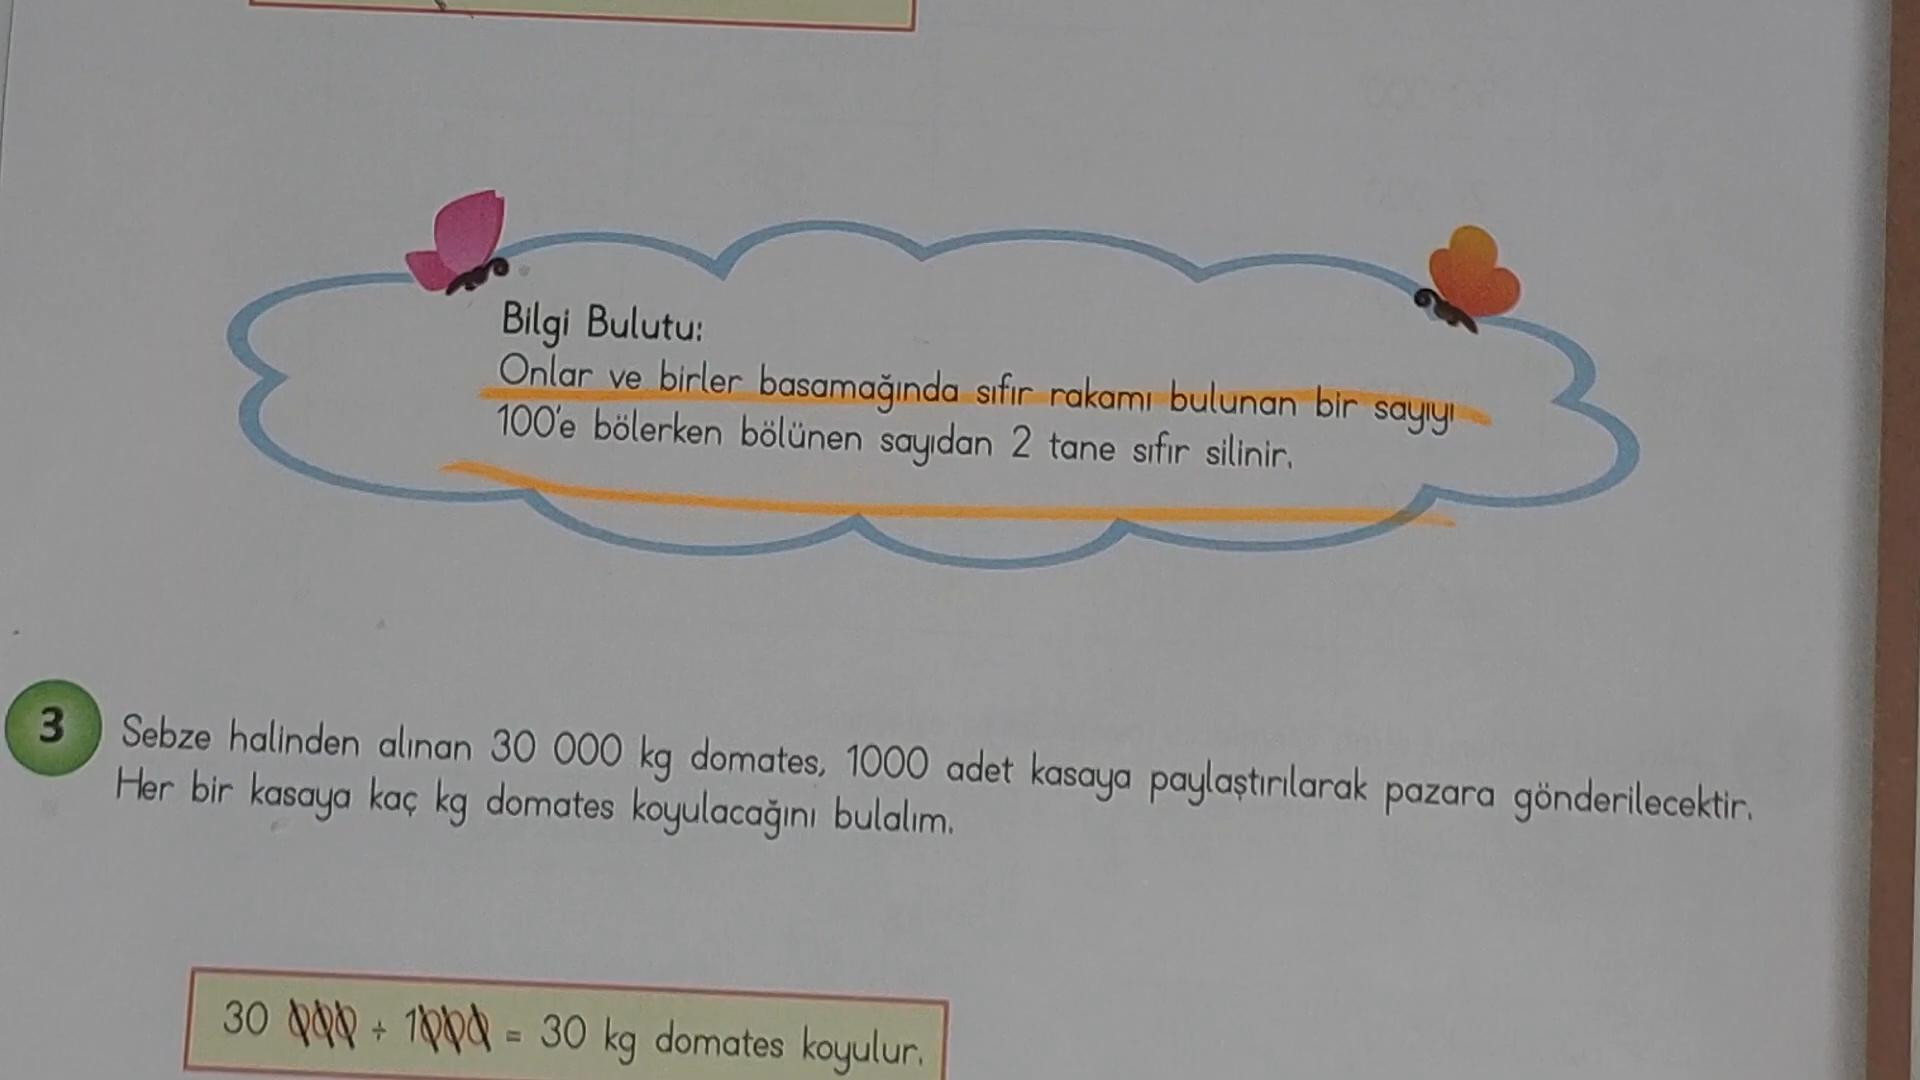 Bilgi Bulutu:
Onlar ve birler basamağında sıfır rakamı bulunan bir sayıyı
100'e bölerken bölünen sayıdan 2 tane sıfır silinir.
3
Sebze halinden alınan 30 000 kg domates, 1000 adet kasaya paylaştırılarak pazara gönderilecektir.
Her bir kasaya kaç kg domates koyulacağını bulalım.
30 000 ÷ 1000 = 30 kg domates koyulur.